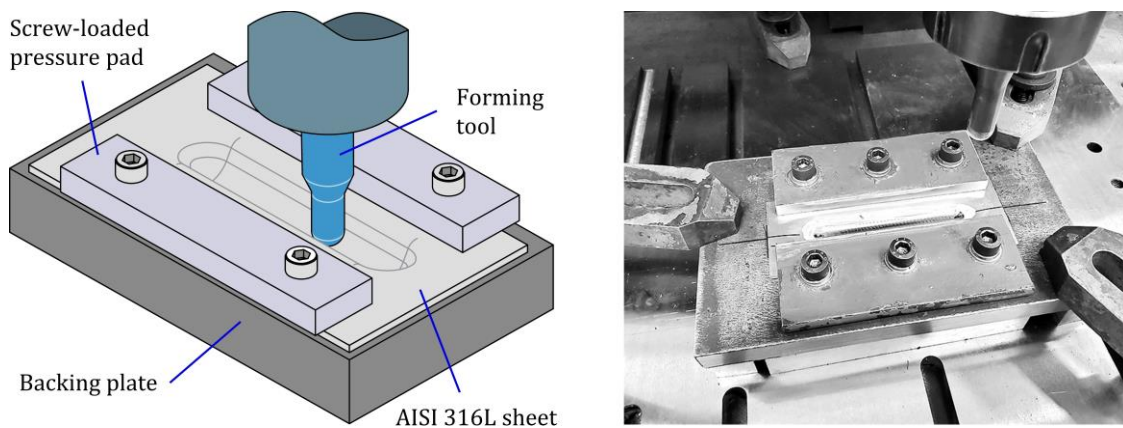 Screw-loaded
pressure pad
Forming
tool
Backing plate
AISI 316L sheet